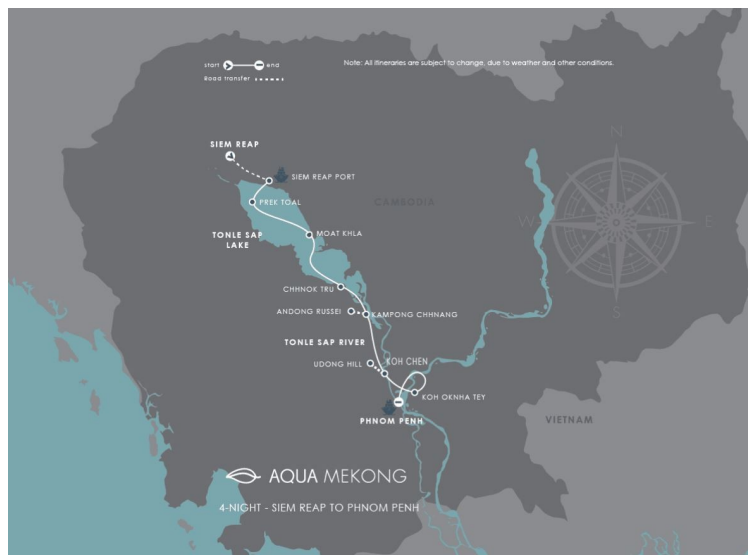 start end
Road transfer
Note: All itineraries are subject to change, due to weather and other conditions.
N
SIEM REAP
SIEM REAP PORT
PREK TOAL
CAMBODIA
W E
TONLE SAP
LAKE
MOAT KHLA
CHHNOK TRU
S
ANDONG RUSSEI
KAMPONG CHHNANG
TONLE SAP RIVER
UDONG HILL
KOH CHEN
KOH OKNHA TEY
PHNOM PENH
VIETNAM
AQUA MEKONG
4-NIGHT - SIEM REAP TO PHNOM PENH